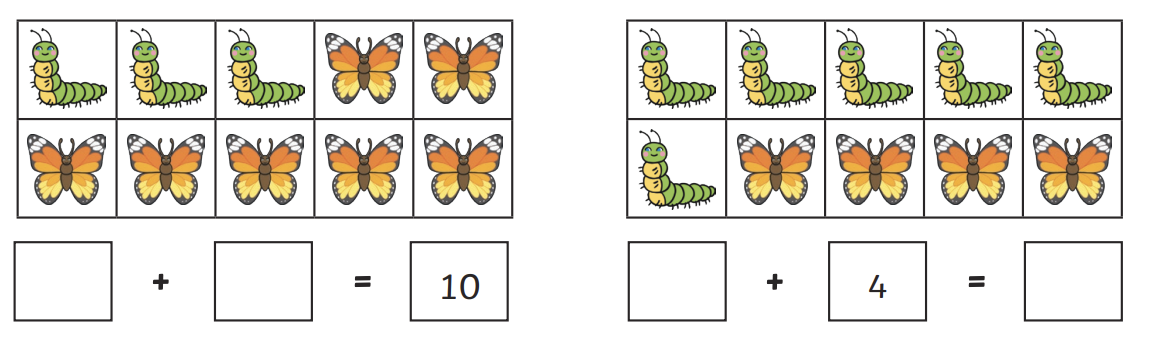 + = 10
+ 4 =